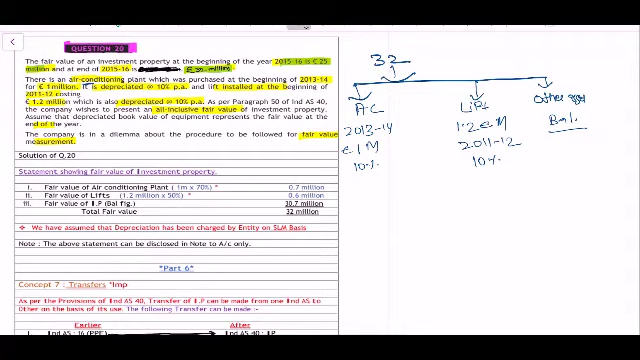 QUESTION 20
The fair value of an investment property at the beginning of the year 2015-16 is € 25
million and at end of 2015-16 is
There is an air-conditioning plant which was purchased at the beginning of 2013-14
for € 1 million. It is depreciated @ 10% p.a. and lift installed at the beginning of
2011-12 costing
€ 1.2 million which is also depreciated @ 10% p.a. As per Paragraph 50 of Ind AS 40,
the company wishes to present an all-inclusive fair value of investment property.
Assume that depreciated book value of equipment represents the fair value at the
end of the year.
The company is in a dilemma about the procedure to be followed for fair value
measurement.
Solution of Q.20
Statement showing fair value of Investment Property.
i. Fair value of Air conditioning Plant (1m x 70%) * 0.7 million
ii. Fair value of Lifts (1.2 million x 50%) * 0.6 million
iii. Fair value of I.P (Bal fig.) 30.7 million
Total Fair value 32 million
We have assumed that Depreciation has been charged by Entity on SLM Basis
Note : The above statement can be disclosed in Note to A/c only.
*Part 6*
Concept 7 : Transfers *Imp
As per the Provisions of Ind AS 40, Transfer of I.P can be made from one Ind AS to
Other on the basis of its use. The following Transfer can be made :-
Earlier After
1. Ind AS : 16 (PPE) Ind AS 40 : I.P
32
A.C
2013-14
€ 1 M
10%
Lift
1.2 € M
2011-12
10%
Other
Bal.